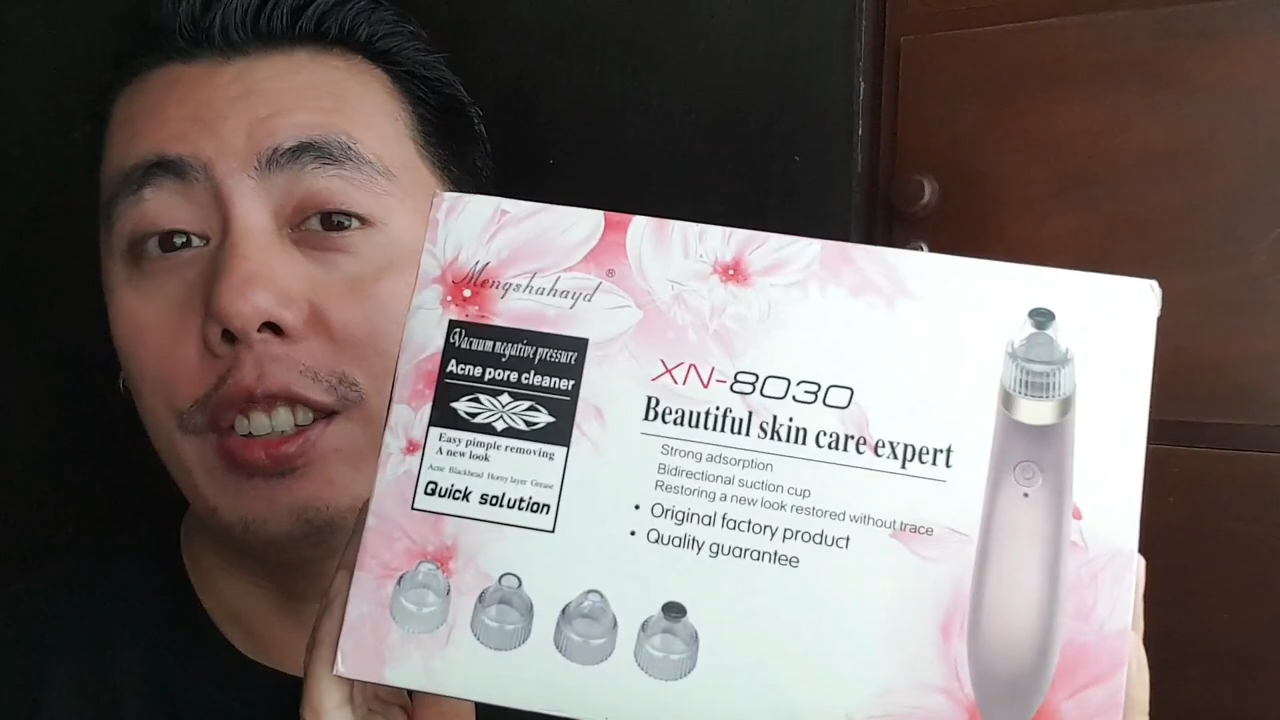 Mengshahayd®
Vacuum negative pressure
Acne pore cleaner
Easy pimple removing
A new look
Acne Blackhead Horny layer Grease
Quick solution
XN-8030
Beautiful skin care expert
Strong adsorption
Bidirectional suction cup
Restoring a new look restored without trace
• Original factory product
• Quality guarantee